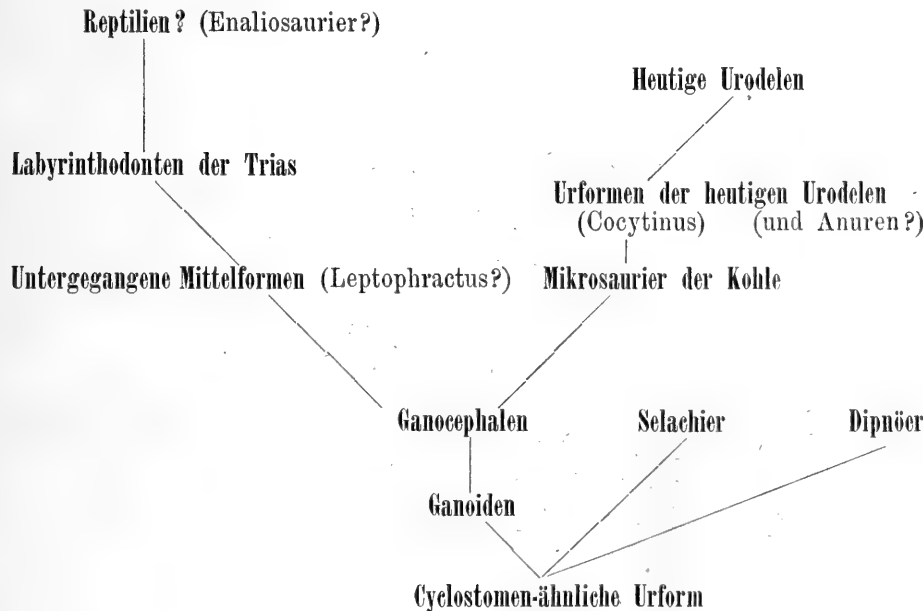 Reptilien? (Enaliosaurier?)
Heutige Urodelen
Labyrinthodonten der Trias
Urformen der heutigen Urodelen
(Cocytinus) (und Anuren?)
Untergegangene Mittelformen (Leptophractus?) Mikrosaurier der Kohle
Ganocephalen Selachier Dipnöer
Ganoiden
Cyclostomen-ähnliche Urform